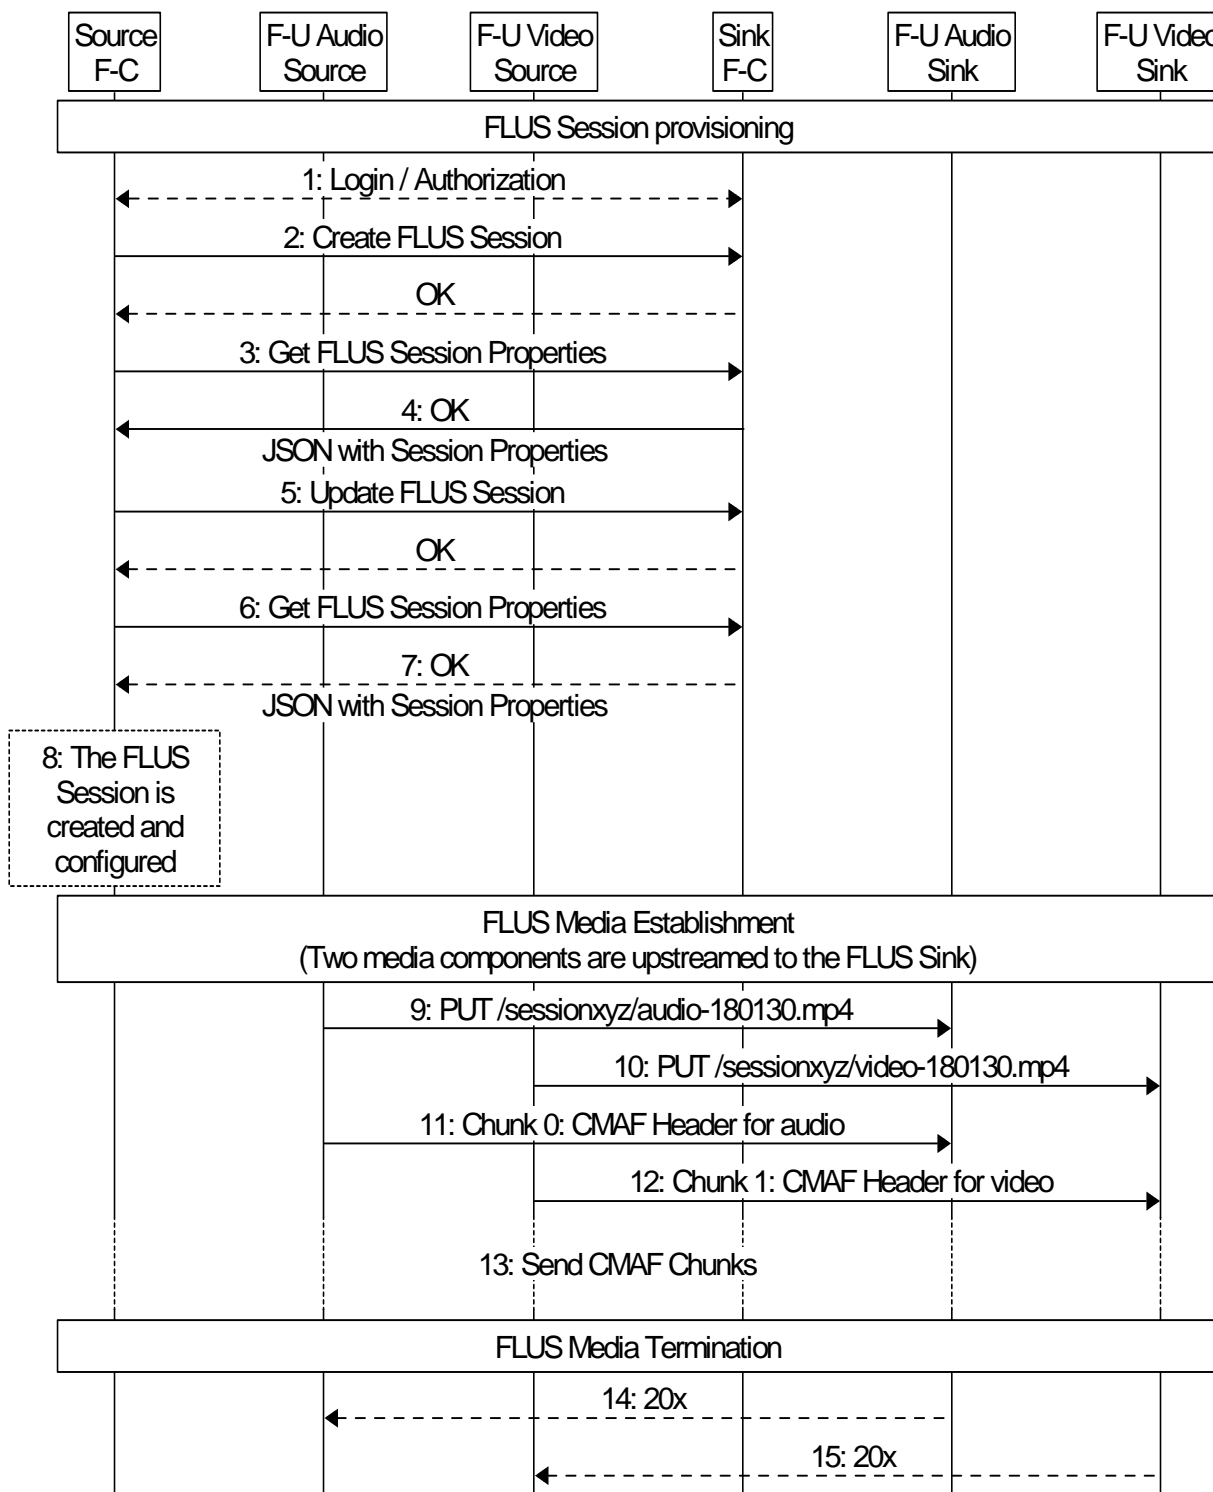 Source
F-C
F-U Audio
Source
F-U Video
Source
Sink
F-C
F-U Audio
Sink
F-U Video
Sink
FLUS Session provisioning
1: Login / Authorization
2: Create FLUS Session
OK
3: Get FLUS Session Properties
4: OK
JSON with Session Properties
5: Update FLUS Session
OK
6: Get FLUS Session Properties
7: OK
JSON with Session Properties
8: The FLUS
Session is
created and
configured
FLUS Media Establishment
(Two media components are upstreamed to the FLUS Sink)
9: PUT /sessionxyz/audio-180130.mp4
10: PUT /sessionxyz/video-180130.mp4
11: Chunk 0: CMAF Header for audio
12: Chunk 1: CMAF Header for video
13: Send CMAF Chunks
FLUS Media Termination
14: 20x
15: 20x